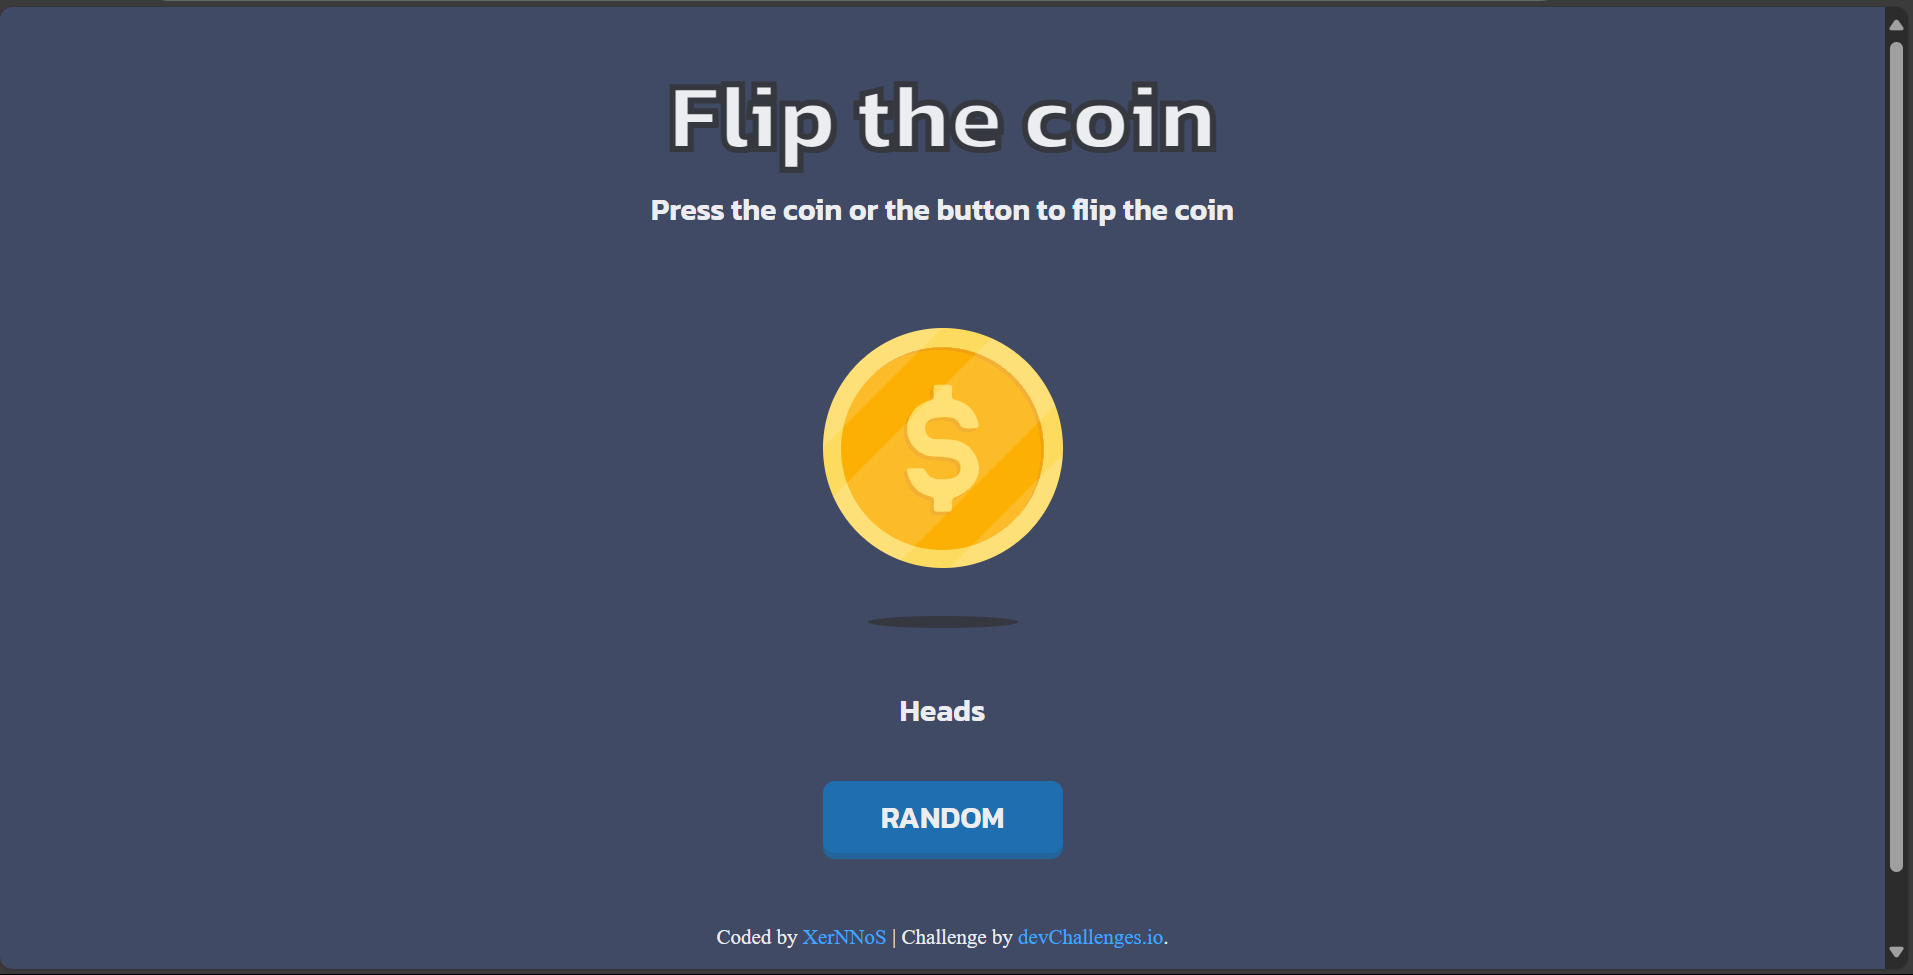 Flip the coin
Press the coin or the button to flip the coin
$
Heads
RANDOM
Coded by XerNNoS | Challenge by devChallenges.io.